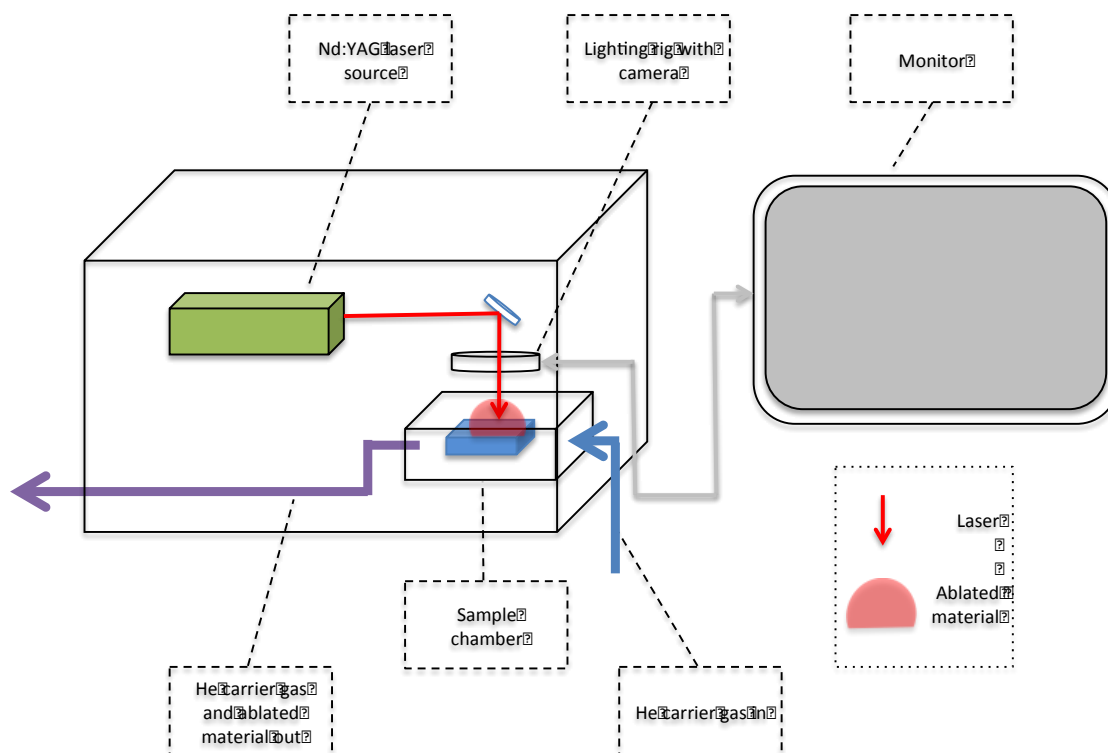 Nd:YAG laser
source
Lighting rig with
camera
Monitor
Laser
Ablated
material
Sample
chamber
He carrier gas
and ablated
material out
He carrier gas in